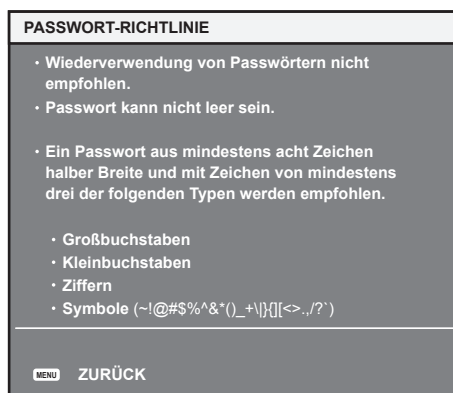 PASSWORT-RICHTLINIE
· Wiederverwendung von Passwörtern nicht
empfohlen.
· Passwort kann nicht leer sein.
· Ein Passwort aus mindestens acht Zeichen
halber Breite und mit Zeichen von mindestens
drei der folgenden Typen werden empfohlen.
· Großbuchstaben
· Kleinbuchstaben
· Ziffern
· Symbole (~!@#$%^&*()_+\|}{][<>.,/?`)
MENU ZURÜCK